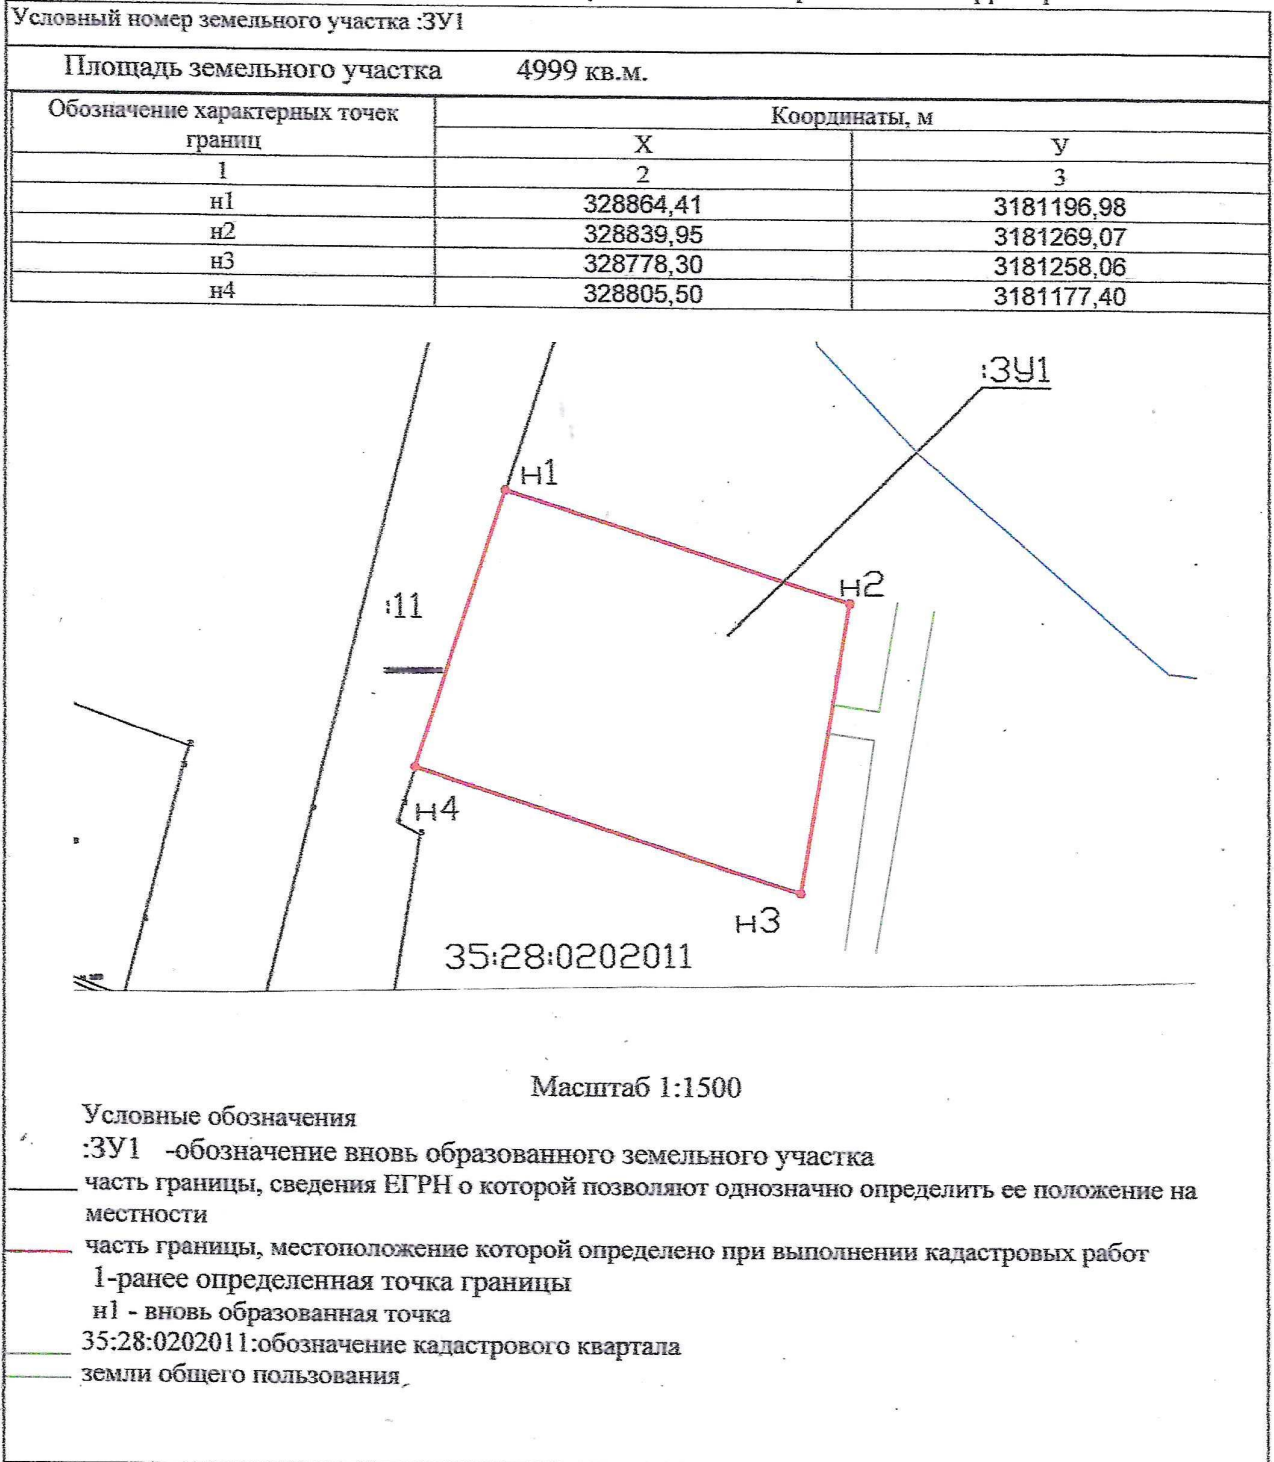 Условный номер земельного участка :ЗУ1
Площадь земельного участка 4999 кв.м.
Обозначение характерных точек границ
Координаты, м
X У
1 2 3
н1 328864,41 3181196,98
н2 328839,95 3181269,07
н3 328778,30 3181258,06
н4 328805,50 3181177,40
:ЗУ1
н1
н2
:11
н4
н3
35:28:0202011
Масштаб 1:1500
Условные обозначения
:ЗУ1 -обозначение вновь образованного земельного участка
часть границы, сведения ЕГРН о которой позволяют однозначно определить ее положение на
местности
часть границы, местоположение которой определено при выполнении кадастровых работ
1-ранее определенная точка границы
н1 - вновь образованная точка
35:28:0202011:обозначение кадастрового квартала
земли общего пользования